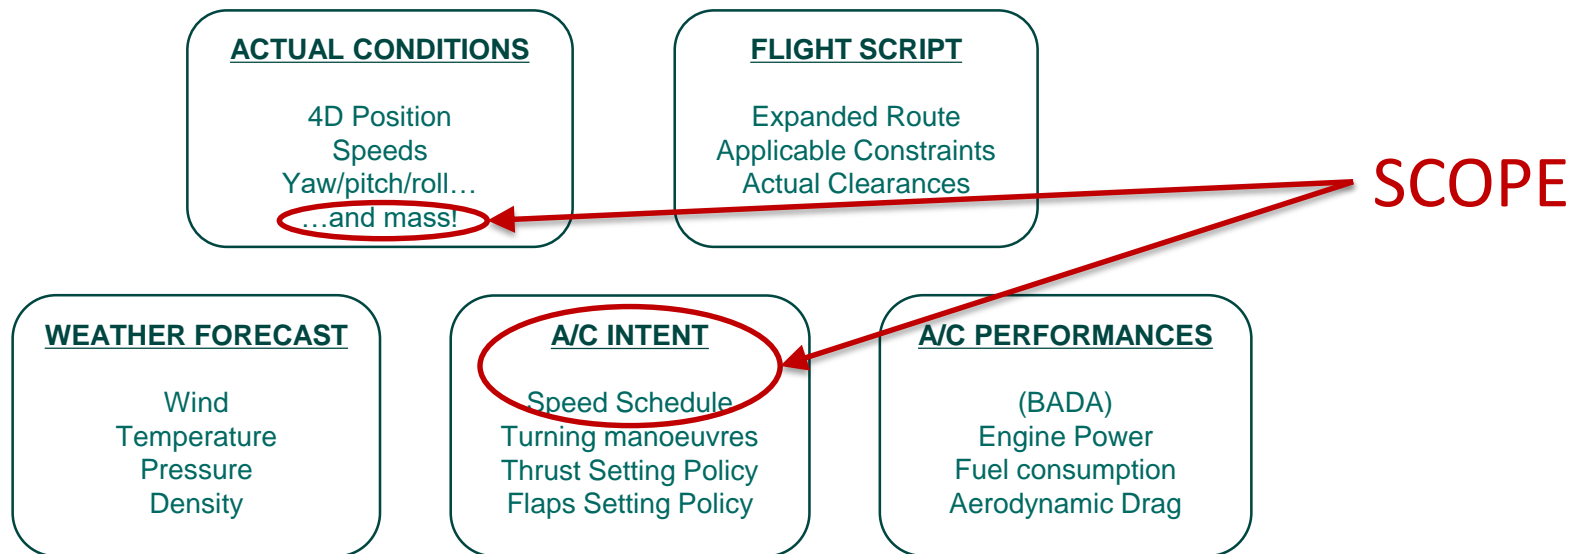 ACTUAL CONDITIONS
4D Position
Speeds
Yaw/pitch/roll…
…and mass!
FLIGHT SCRIPT
Expanded Route
Applicable Constraints
Actual Clearances
SCOPE
WEATHER FORECAST
Wind
Temperature
Pressure
Density
A/C INTENT
Speed Schedule
Turning manoeuvres
Thrust Setting Policy
Flaps Setting Policy
A/C PERFORMANCES
(BADA)
Engine Power
Fuel consumption
Aerodynamic Drag